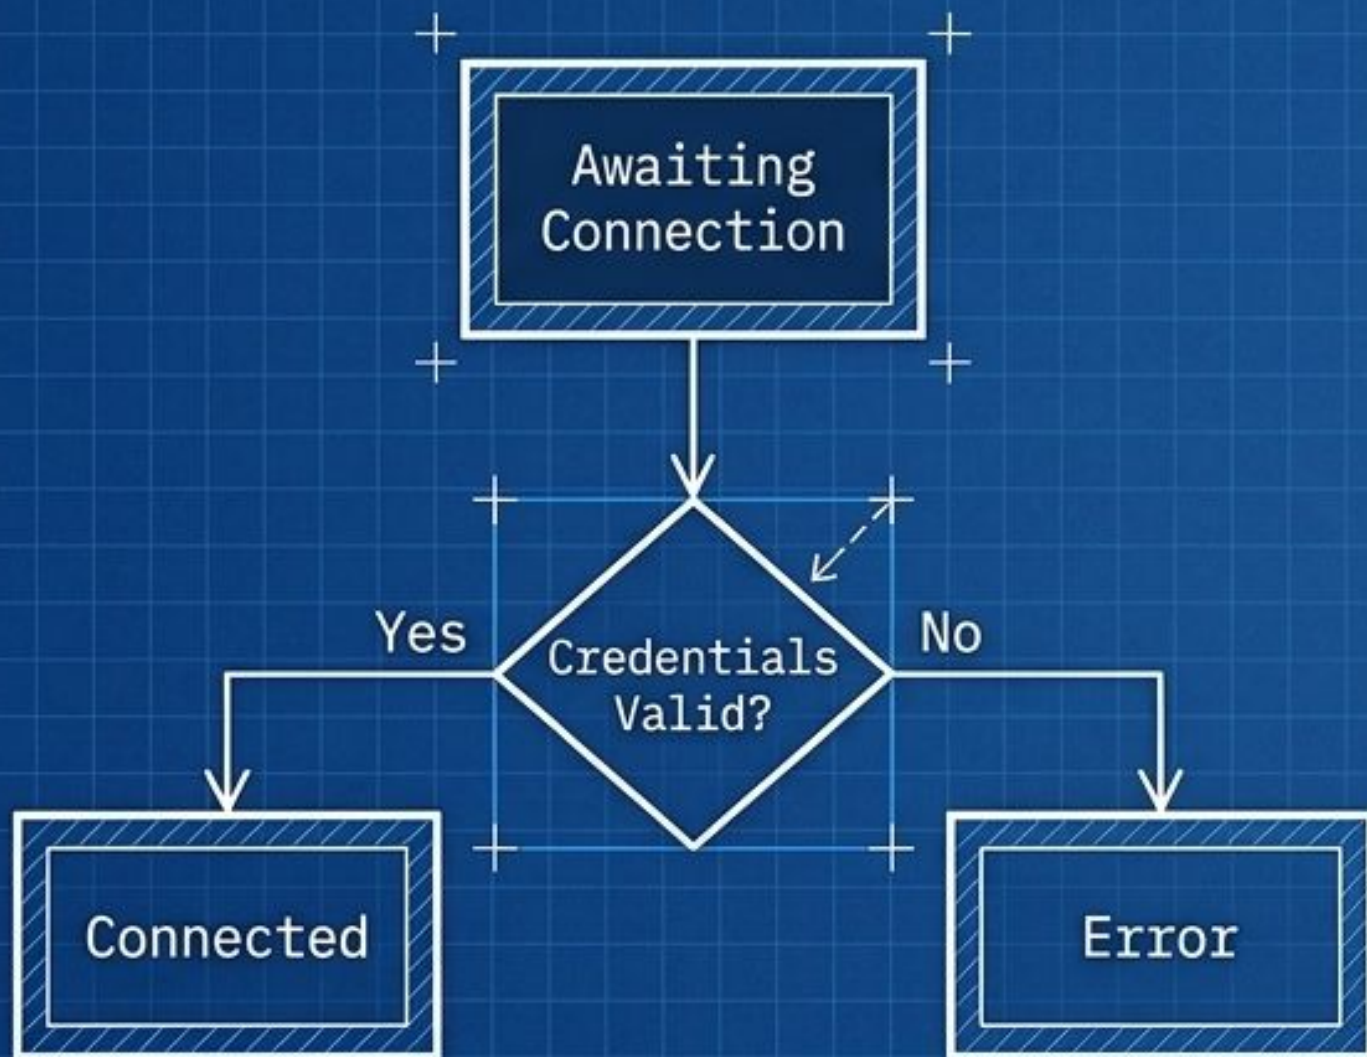 Awaiting
Connection
Yes
No
Credentials
Valid?
Connected
Error